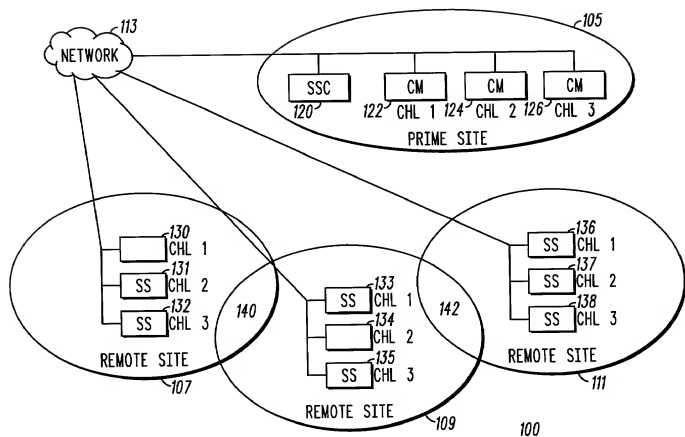 113
NETWORK
105
SSC
CM
CM
CM
120
122
CHL 1
124
CHL 2
126
CHL 3
PRIME SITE
130
CHL 1
131
SS
CHL 2
132
SS
CHL 3
REMOTE SITE
107
140
133
SS
CHL 1
134
CHL 2
135
SS
CHL 3
REMOTE SITE
109
142
136
SS
CHL 1
137
SS
CHL 2
138
SS
CHL 3
REMOTE SITE
111
100